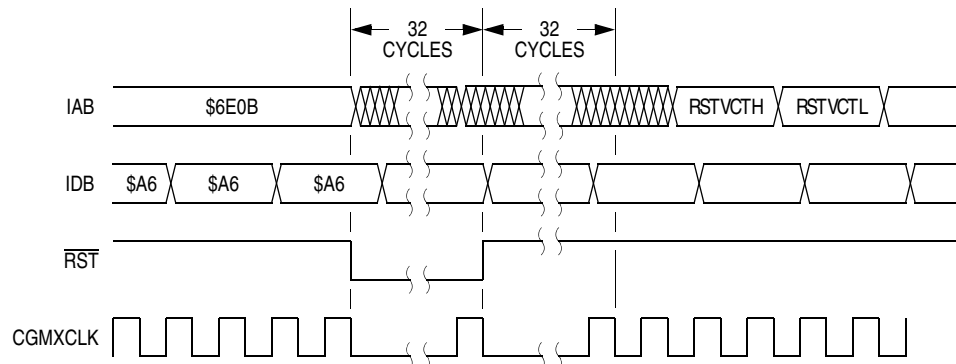 32
CYCLES
32
CYCLES
IAB
$6E0B
RSTVCTH
RSTVCTL
IDB
$A6
$A6
$A6
RST
CGMXCLK